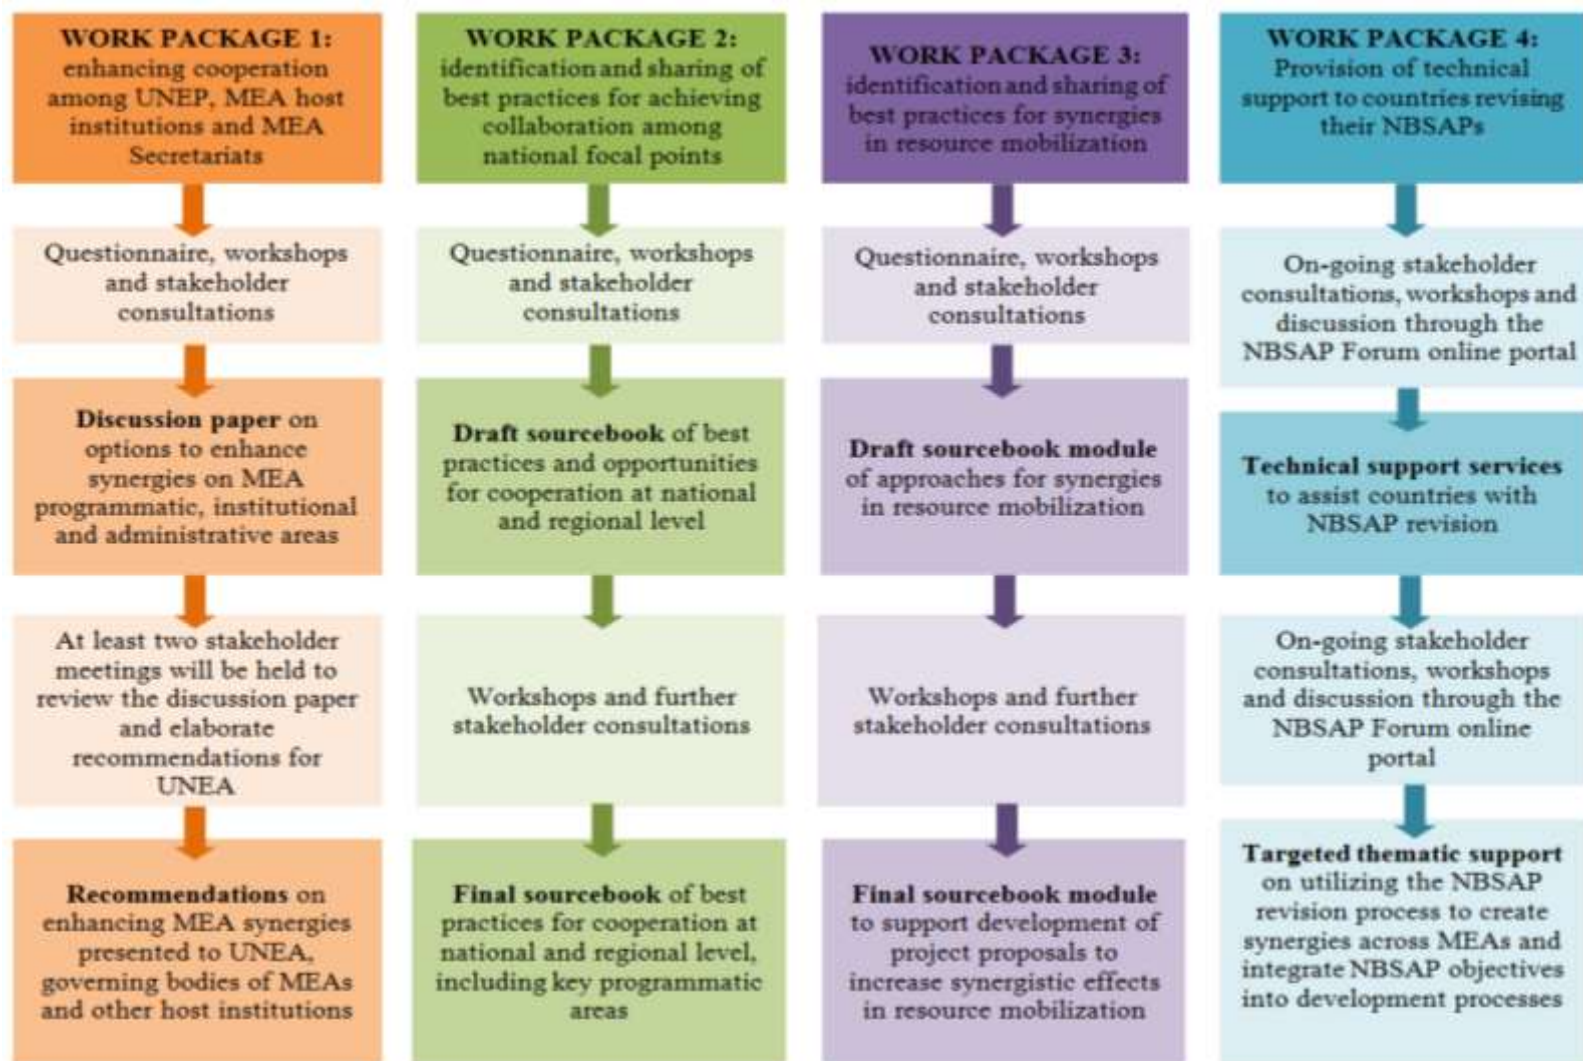 WORK PACKAGE 1:
enhancing cooperation
among UNEP, MEA host
institutions and MEA
Secretariats
Questionnaire, workshops
and stakeholder
consultations
Discussion paper on
options to enhance
synergies on MEA
programmatic, institutional
and administrative areas
At least two stakeholder
meetings will be held to
review the discussion paper
and elaborate
recommendations for
UNEA
Recommendations on
enhancing MEA synergies
presented to UNEA,
governing bodies of MEAs
and other host institutions
WORK PACKAGE 2:
identification and sharing of
best practices for achieving
collaboration among
national focal points
Questionnaire, workshops
and stakeholder
consultations
Draft sourcebook of best
practices and opportunities
for cooperation at national
and regional level
Workshops and further
stakeholder consultations
Final sourcebook of best
practices for cooperation at
national and regional level,
including key programmatic
areas
WORK PACKAGE 3:
identification and sharing of
best practices for synergies
in resource mobilization
Questionnaire, workshops
and stakeholder
consultations
Draft sourcebook module
of approaches for synergies
in resource mobilization
Workshops and further
stakeholder consultations
Final sourcebook module
to support development of
project proposals to
increase synergistic effects
in resource mobilization
WORK PACKAGE 4:
Provision of technical
support to countries revising
their NBSAPs
On-going stakeholder
consultations, workshops and
discussion through the
NBSAP Forum online portal
Technical support services
to assist countries with
NBSAP revision
On-going stakeholder
consultations, workshops
and discussion through the
NBSAP Forum online
portal
Targeted thematic support
on utilizing the NBSAP
revision process to create
synergies across MEAs and
integrate NBSAP objectives
into development processes